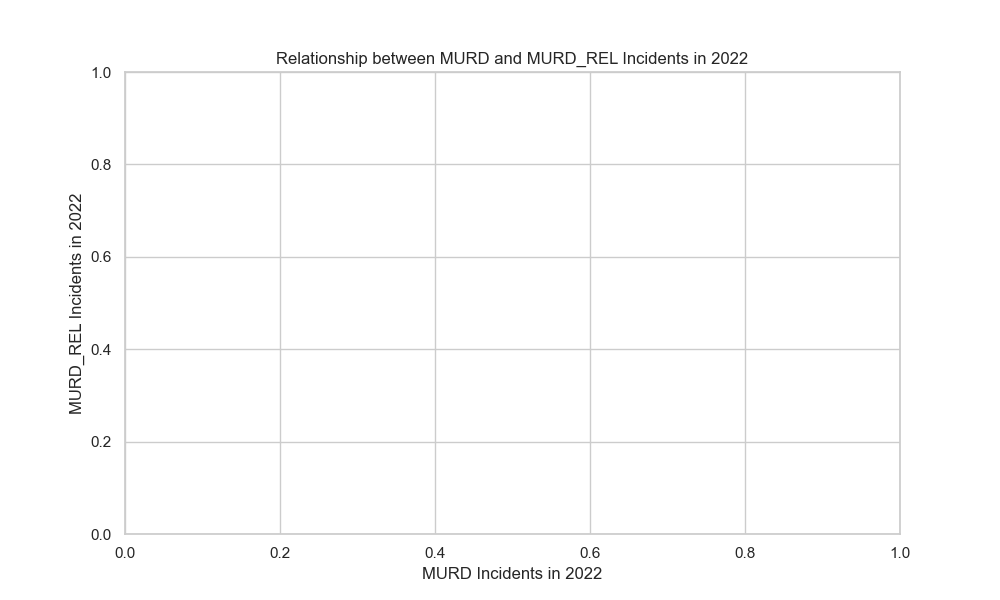 Relationship between MURD and MURD_REL Incidents in 2022
1.0
0.8
0.6
0.4
0.2
0.0
MURD_REL Incidents in 2022
0.0 0.2 0.4 0.6 0.8 1.0
MURD Incidents in 2022